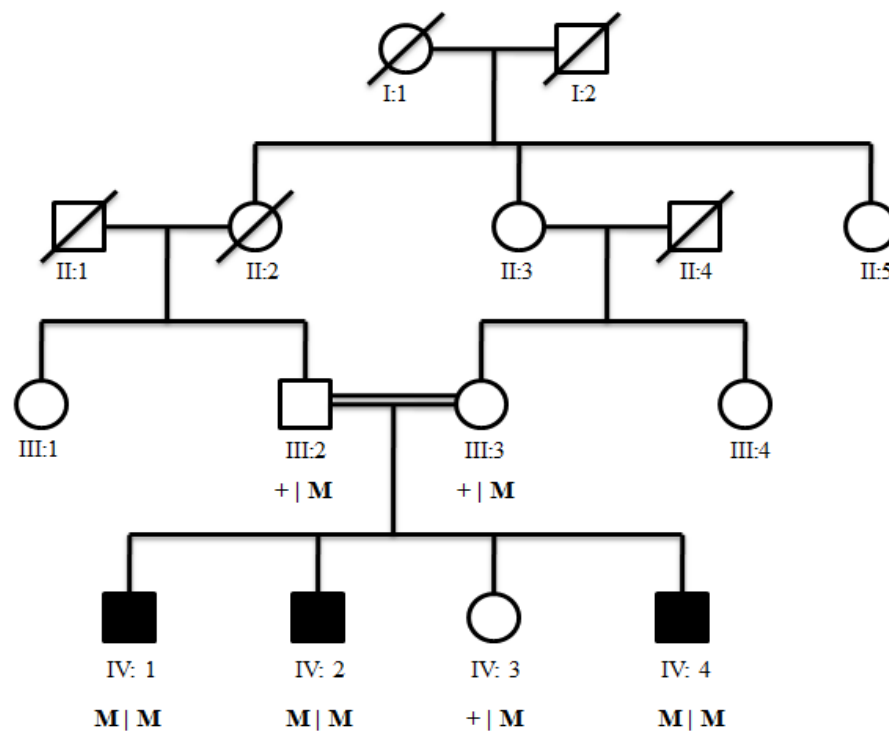 I:1 I:2
II:1 II:2 II:3 II:4 II:5
III:1 III:2 III:3 III:4
+ | M + | M
IV: 1 IV: 2 IV: 3 IV: 4
M | M M | M + | M M | M